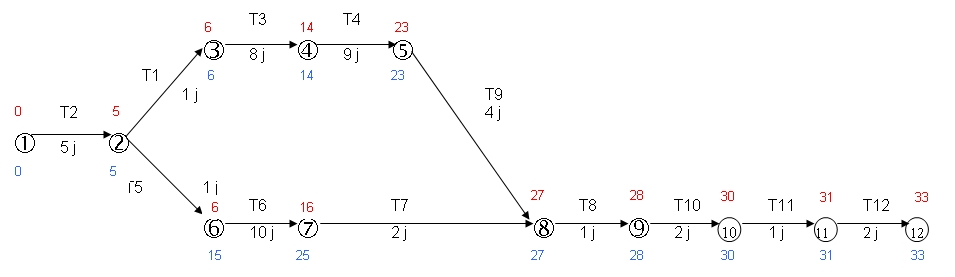 6 T3 14 T4 23
③ 8 j ④ 9 j ⑤
6 14 23
T1
1 j
T9
4 j
0 T2 5
① 5 j ②
0 5
T5 1 j
6 T6 16 T7 27 T8 28 T10 30 T11 31 T12 33
⑥ 10 j ⑦ 2 j ⑧ 1 j ⑨ 2 j ⑩ 1 j ⑪ 2 j ⑫
15 25 27 28 30 31 33